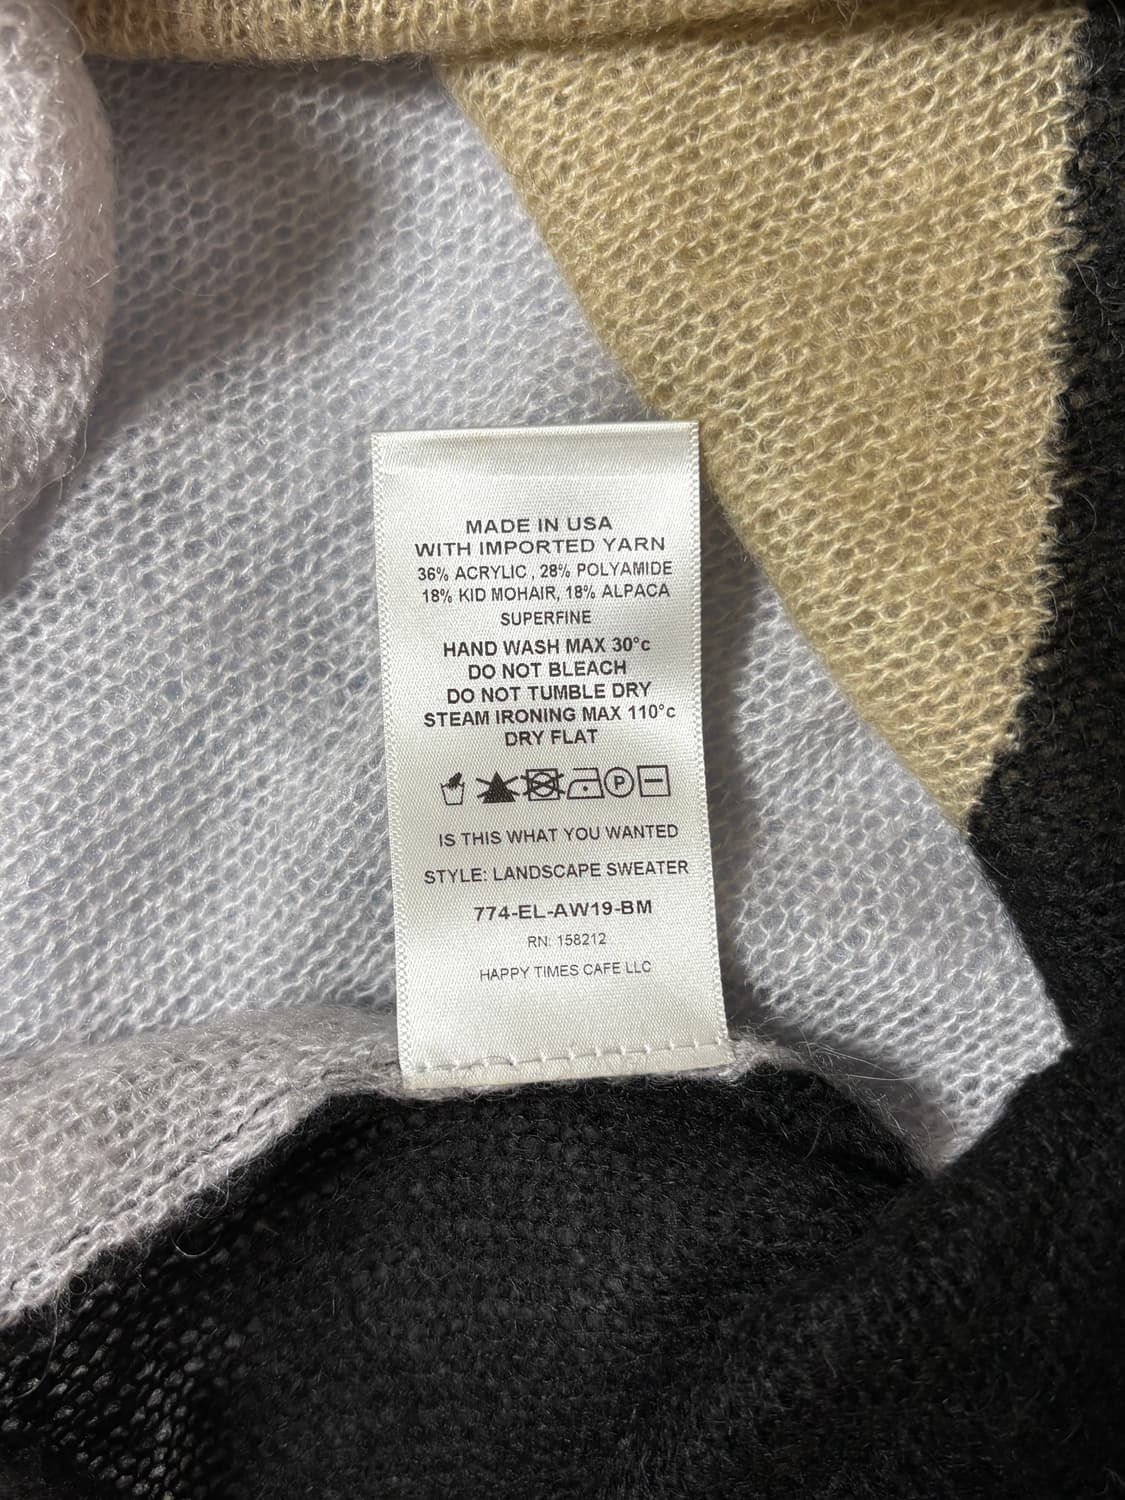 MADE IN USA
WITH IMPORTED YARN
36% ACRYLIC , 28% POLYAMIDE
18% KID MOHAIR, 18% ALPACA
SUPERFINE
HAND WASH MAX 30°c
DO NOT BLEACH
DO NOT TUMBLE DRY
STEAM IRONING MAX 110°c
DRY FLAT
P
IS THIS WHAT YOU WANTED
STYLE: LANDSCAPE SWEATER
774-EL-AW19-BM
RN: 158212
HAPPY TIMES CAFE LLC